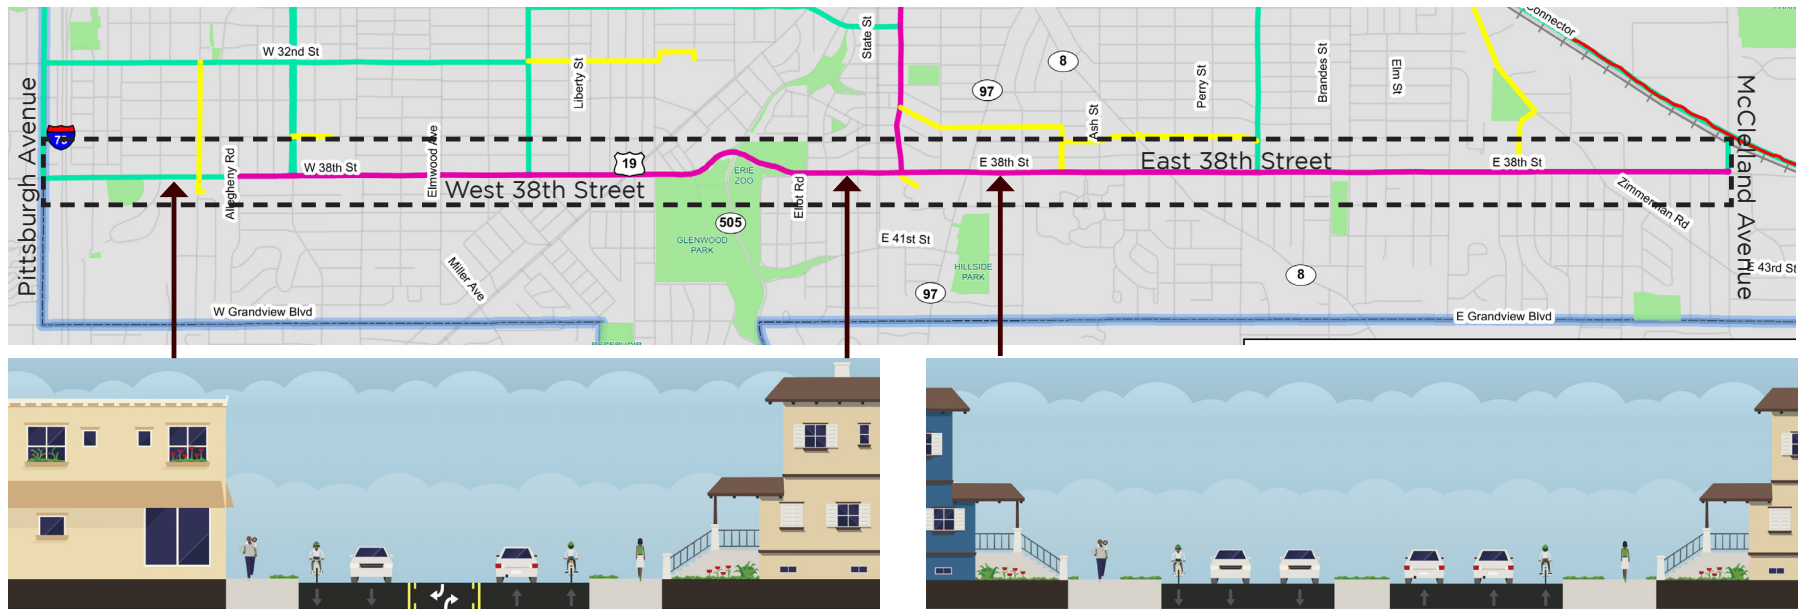 Connector
State St
W 32nd St
Liberty St
8
97
Perry St
Brandes St
Elm St
Ash St
Pittsburgh Avenue
McClelland Avenue
Allegheny Rd
W 38th St
Elmwood Ave
19
West 38th Street
ERIE
ZOO
Eliot Rd
E 38th St
East 38th Street
E 38th St
Zimmerman Rd
505
GLENWOOD
PARK
E 41st St
HILLSIDE
PARK
97
8
E 43rd St
Miller Ave
W Grandview Blvd
E Grandview Blvd